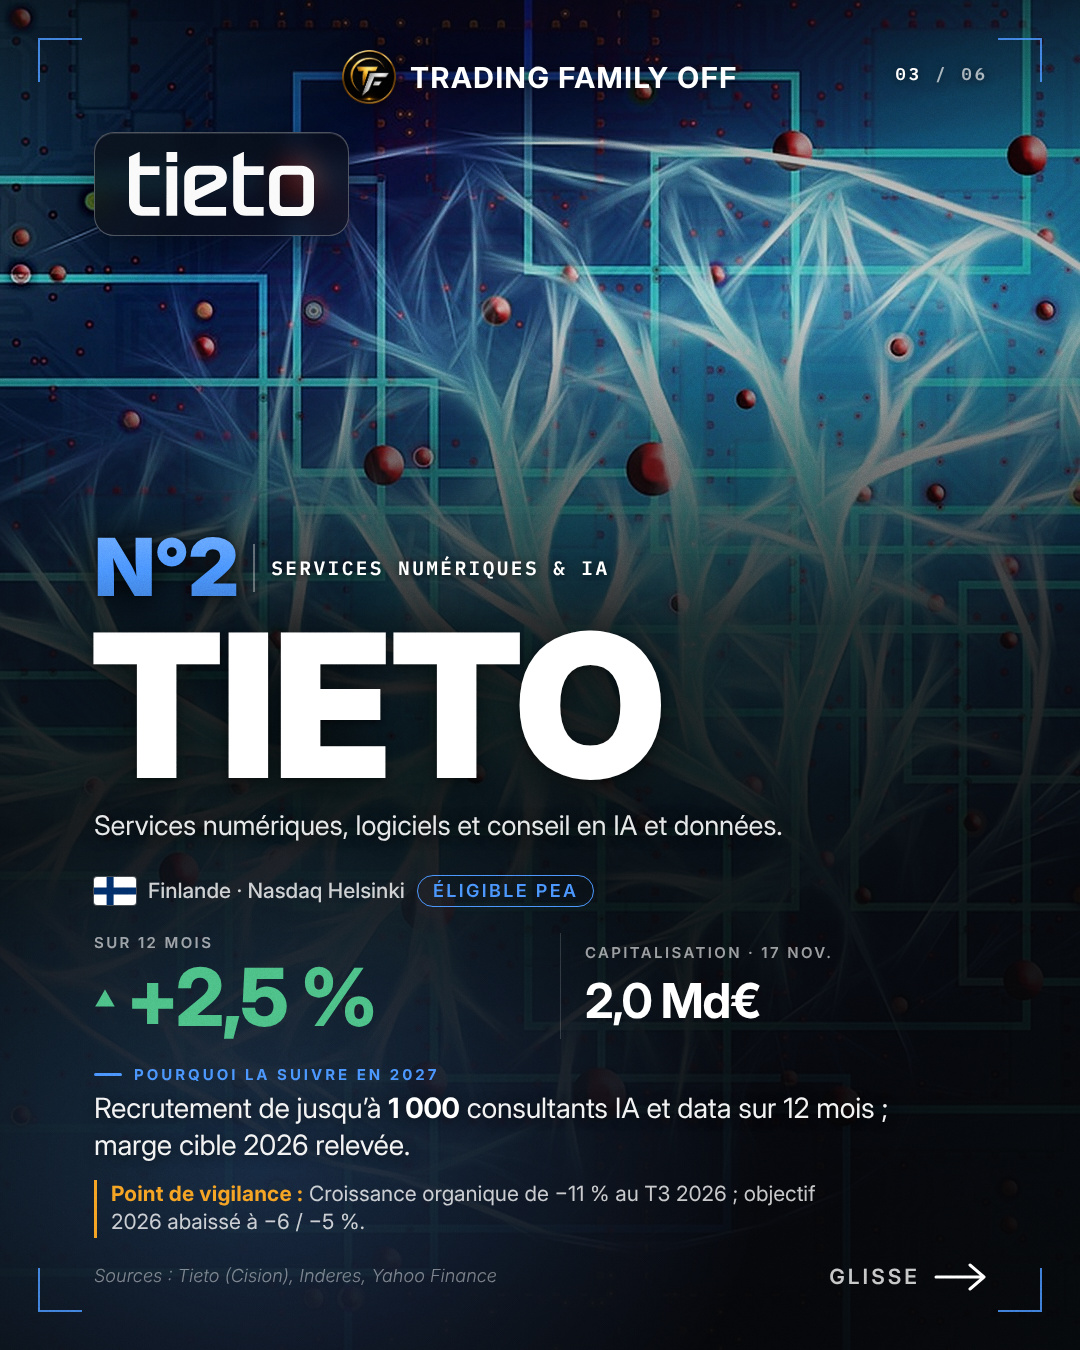 TF TRADING FAMILY OFF
03 / 06
tieto
N°2
SERVICES NUMÉRIQUES & IA
TIETO
Services numériques, logiciels et conseil en IA et données.
Finlande · Nasdaq Helsinki ÉLIGIBLE PEA
SUR 12 MOIS
▲ +2,5 %
CAPITALISATION · 17 NOV.
2,0 Md€
POURQUOI LA SUIVRE EN 2027
Recrutement de jusqu’à 1 000 consultants IA et data sur 12 mois ;
marge cible 2026 relevée.
Point de vigilance : Croissance organique de −11 % au T3 2026 ; objectif
2026 abaissé à −6 / −5 %.
Sources : Tieto (Cision), Inderes, Yahoo Finance
GLISSE →